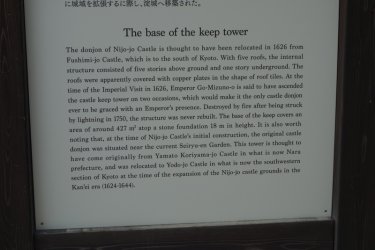 に城域を拡張するに際し、淀城へ移築された。
The base of the keep tower
The donjon of Nijo-jo Castle is thought to have been relocated in 1626 from
Fushimi-jo Castle, which is to the south of Kyoto. With five roofs, the internal
structure consisted of five stories above ground and one story underground. The
roofs were apparently covered with copper plates in the shape of roof tiles. At the
time of the Imperial Visit in 1626, Emperor Go-Mizuno-o is said to have ascended
the castle keep tower on two occasions, which would make it the only castle donjon
ever to be graced with an Emperor's presence. Destroyed by fire after being struck
by lightning in 1750, the structure was never rebuilt. The base of the keep covers an
area of around 427 m² atop a stone foundation 18 m in height. It is also worth
noting that, at the time of Nijo-jo Castle's initial construction, the original castle
donjon was situated near the current Seiryu-en Garden. This tower is thought to
have come originally from Yamato Koriyama-jo Castle in what is now Nara
prefecture, and was relocated to Yodo-jo Castle in what is now the southwestern
section of Kyoto at the time of the expansion of the Nijo-jo castle grounds in the
Kan'ei era (1624-1644).